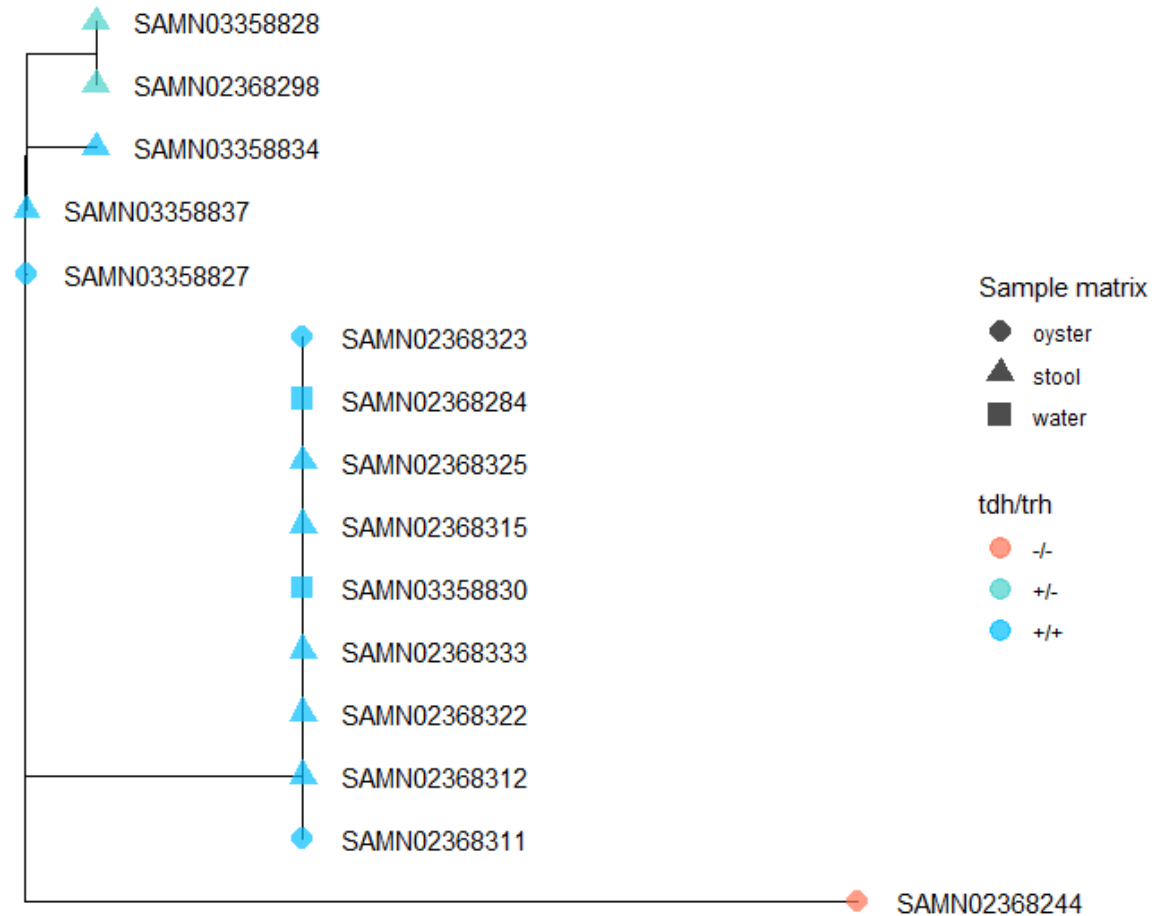 SAMN03358828
SAMN02368298
SAMN03358834
SAMN03358837
SAMN03358827
SAMN02368323
SAMN02368284
SAMN02368325
SAMN02368315
SAMN03358830
SAMN02368333
SAMN02368322
SAMN02368312
SAMN02368311
SAMN02368244
Sample matrix
oyster
stool
water
tdh/trh
-/-
+/-
+/+